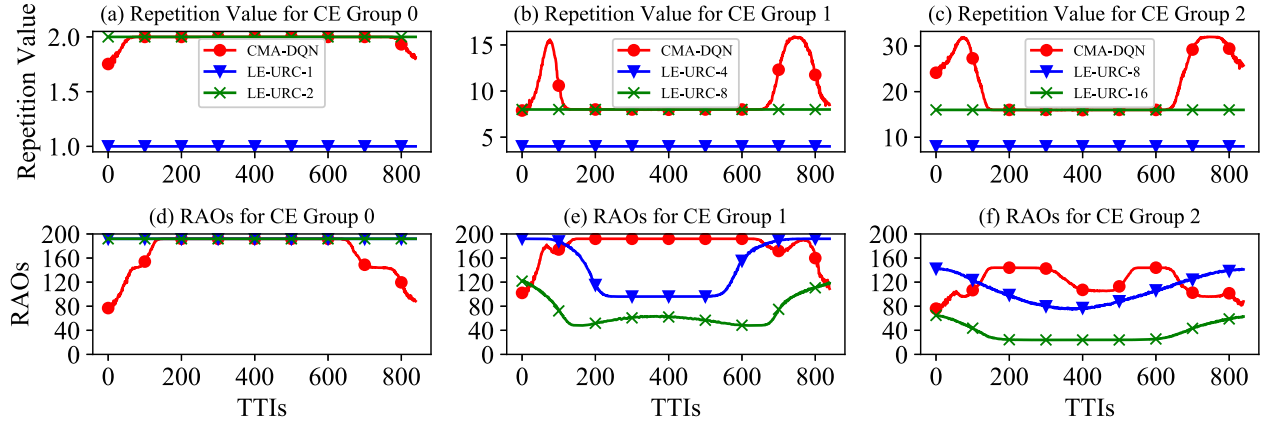 (a) Repetition Value for CE Group 0
(b) Repetition Value for CE Group 1
(c) Repetition Value for CE Group 2
Repetition Value
2.0
1.5
1.0
CMA-DQN
LE-URC-1
LE-URC-2
0 200 400 600 800
15
10
5
CMA-DQN
LE-URC-4
LE-URC-8
0 200 400 600 800
30
20
10
CMA-DQN
LE-URC-8
LE-URC-16
0 200 400 600 800
(d) RAOs for CE Group 0
(e) RAOs for CE Group 1
(f) RAOs for CE Group 2
RAOs
200
160
120
80
40
0
0 200 400 600 800
TTIs
200
160
120
80
40
0
0 200 400 600 800
TTIs
200
160
120
80
40
0
0 200 400 600 800
TTIs